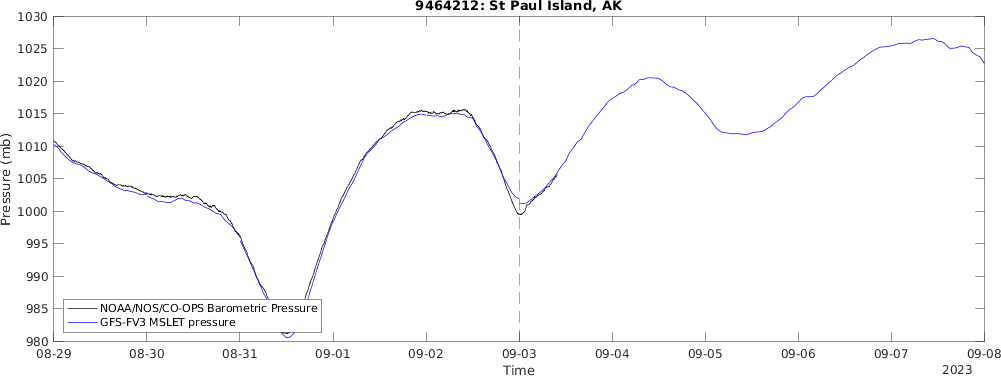 9464212: St Paul Island, AK
1030
1025
1020
1015
1010
1005
1000
995
990
985
980
Pressure (mb)
NOAA/NOS/CO-OPS Barometric Pressure
GFS-FV3 MSLET pressure
08-29 08-30 08-31 09-01 09-02 09-03 09-04 09-05 09-06 09-07 09-08
Time
2023